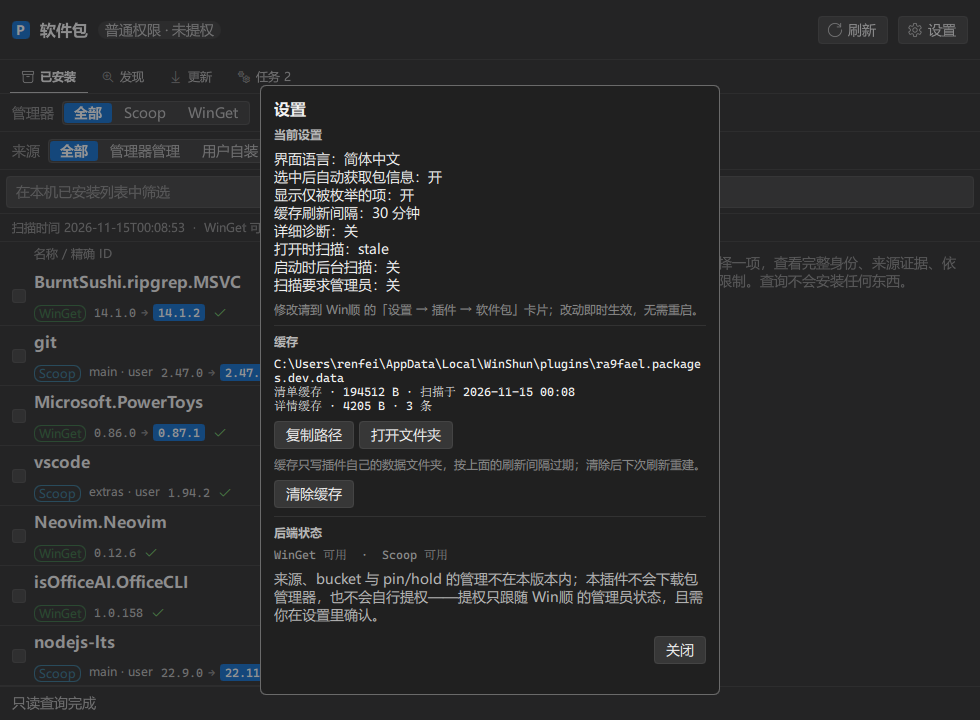 P 软件包 普通权限 · 未提权 刷新 设置
已安装 发现 更新 任务 2
管理器 全部 Scoop WinGet
来源 全部 管理器管理 用户自装
在本机已安装列表中筛选
扫描时间 2026-11-15T00:08:53 · WinGet 可
名称 / 精确 ID
BurntSushi.ripgrep.MSVC
WinGet 14.1.0 → 14.1.2
git
Scoop main · user 2.47.0 → 2.47.
Microsoft.PowerToys
WinGet 0.86.0 → 0.87.1
vscode
Scoop extras · user 1.94.2
Neovim.Neovim
WinGet 0.12.6
isOfficeAI.OfficeCLI
WinGet 1.0.158
nodejs-lts
Scoop main · user 22.9.0 → 22.11
只读查询完成
择一项，查看完整身份、来源证据、依
限制。查询不会安装任何东西。
设置
当前设置
界面语言：简体中文
选中后自动获取包信息：开
显示仅被枚举的项：开
缓存刷新间隔：30 分钟
详细诊断：关
打开时扫描：stale
启动时后台扫描：关
扫描要求管理员：关
修改请到 Win顺 的「设置 → 插件 → 软件包」卡片；改动即时生效，无需重启。
缓存
C:\Users\renfei\AppData\Local\WinShun\plugins\ra9fael.package
s.dev.data
清单缓存 · 194512 B · 扫描于 2026-11-15 00:08
详情缓存 · 4205 B · 3 条
复制路径 打开文件夹
缓存只写插件自己的数据文件夹，按上面的刷新间隔过期；清除后下次刷新重建。
清除缓存
后端状态
WinGet 可用 · Scoop 可用
来源、bucket 与 pin/hold 的管理不在本版本内；本插件不会下载包
管理器，也不会自行提权——提权只跟随 Win顺 的管理员状态，且需
你在设置里确认。
关闭